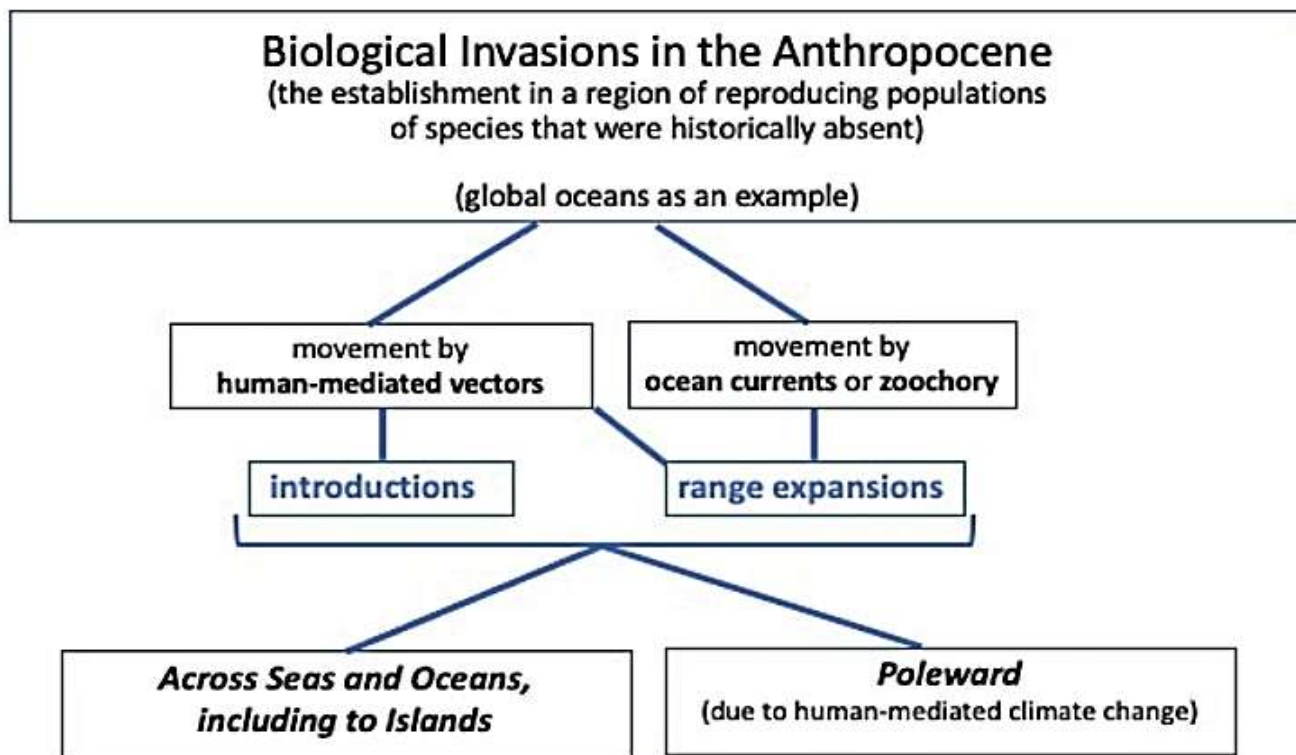 Biological Invasions in the Anthropocene
(the establishment in a region of reproducing populations
of species that were historically absent)
(global oceans as an example)
movement by
human-mediated vectors
movement by
ocean currents or zoochory
introductions
range expansions
Across Seas and Oceans,
including to Islands
Poleward
(due to human-mediated climate change)